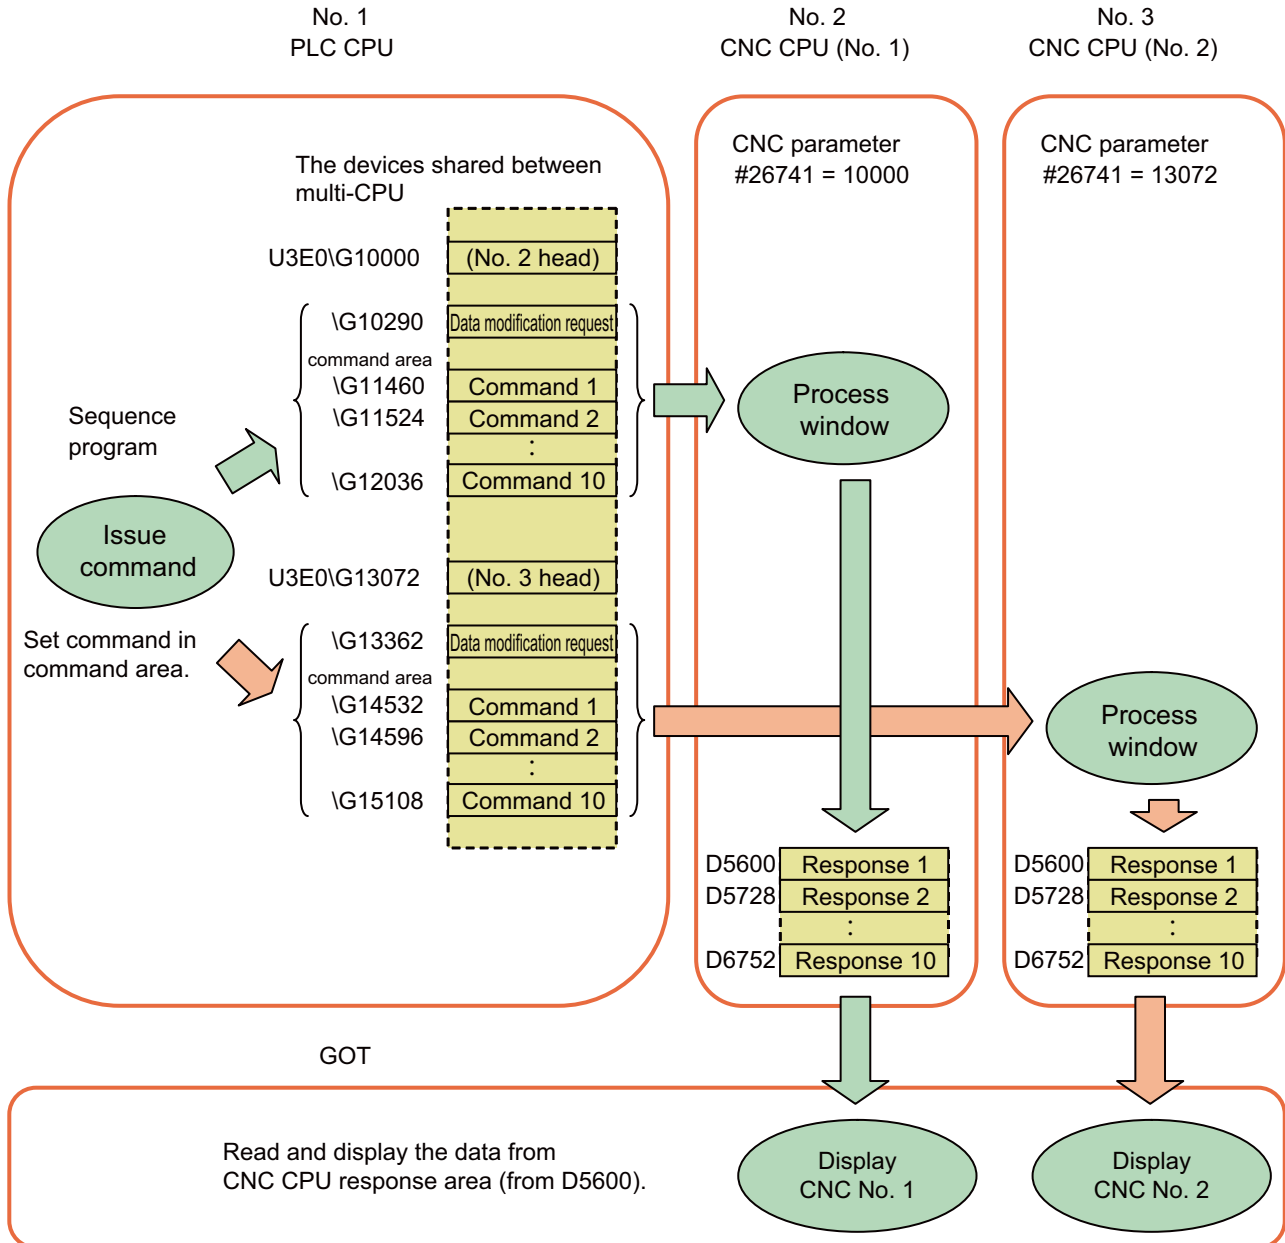 No. 1
PLC CPU
No. 2
CNC CPU (No. 1)
No. 3
CNC CPU (No. 2)
The devices shared between
multi-CPU
U3E0\G10000
(No. 2 head)
\G10290
Data modification request
command area
\G11460
Command 1
\G11524
Command 2
:
\G12036
Command 10
Sequence
program
Issue
command
Set command in
command area.
U3E0\G13072
(No. 3 head)
\G13362
Data modification request
command area
\G14532
Command 1
\G14596
Command 2
:
\G15108
Command 10
CNC parameter
#26741 = 10000
Process
window
D5600
Response 1
D5728
Response 2
:
D6752
Response 10
CNC parameter
#26741 = 13072
Process
window
D5600
Response 1
D5728
Response 2
:
D6752
Response 10
GOT
Read and display the data from
CNC CPU response area (from D5600).
Display
CNC No. 1
Display
CNC No. 2